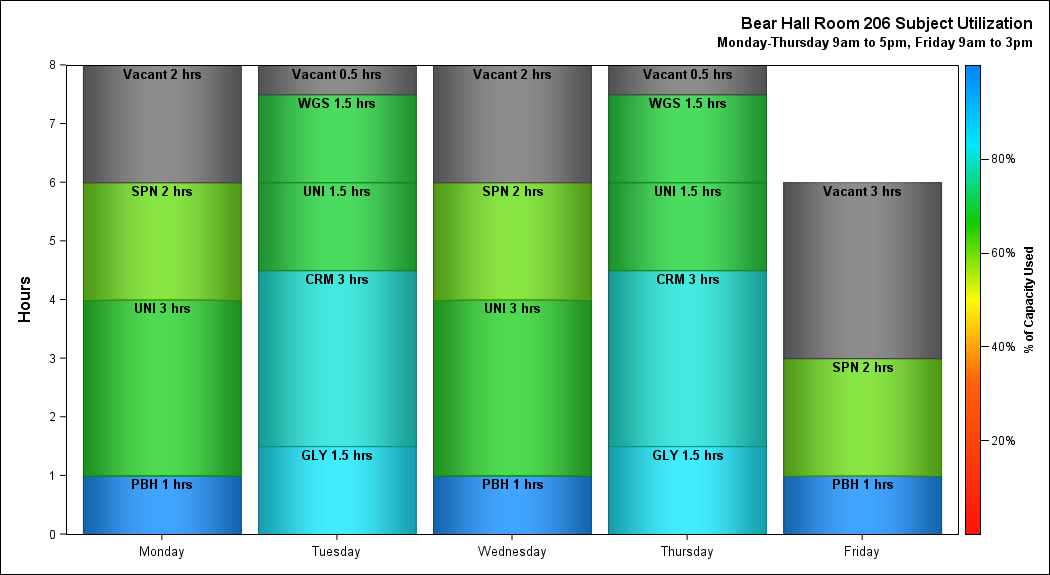 Bear Hall Room 206 Subject Utilization
Monday-Thursday 9am to 5pm, Friday 9am to 3pm
Hours
8
7
6
5
4
3
2
1
0
Vacant 2 hrs
SPN 2 hrs
UNI 3 hrs
PBH 1 hrs
Vacant 0.5 hrs
WGS 1.5 hrs
UNI 1.5 hrs
CRM 3 hrs
GLY 1.5 hrs
Vacant 2 hrs
SPN 2 hrs
UNI 3 hrs
PBH 1 hrs
Vacant 0.5 hrs
WGS 1.5 hrs
UNI 1.5 hrs
CRM 3 hrs
GLY 1.5 hrs
Vacant 3 hrs
SPN 2 hrs
PBH 1 hrs
Monday
Tuesday
Wednesday
Thursday
Friday
80%
60%
40%
20%
% of Capacity Used